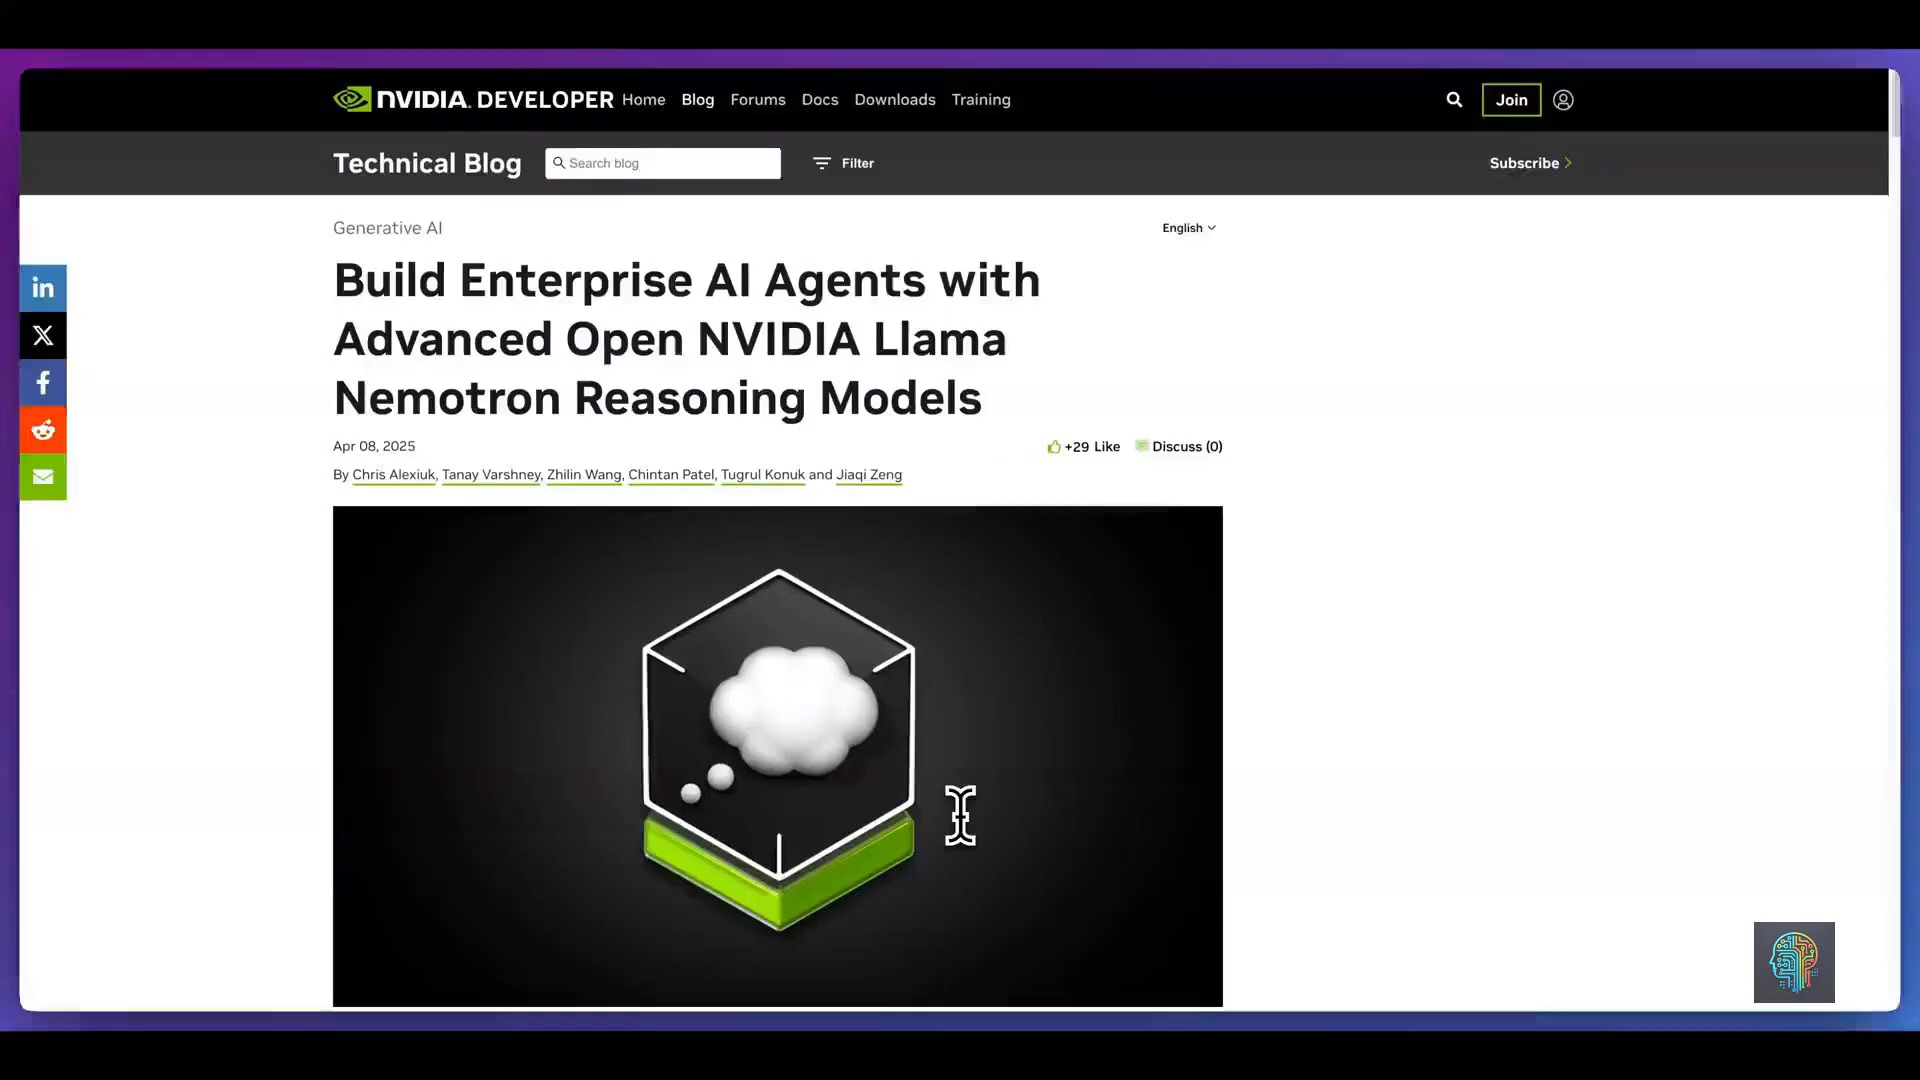 NVIDIA. DEVELOPER Home Blog Forums Docs Downloads Training Join
Technical Blog Search blog Filter Subscribe
Generative AI English
Build Enterprise AI Agents with
Advanced Open NVIDIA Llama
Nemotron Reasoning Models
Apr 08, 2025 +29 Like Discuss (0)
By Chris Alexiuk, Tanay Varshney, Zhilin Wang, Chintan Patel, Tugrul Konuk and Jiaqi Zeng
in
X
f